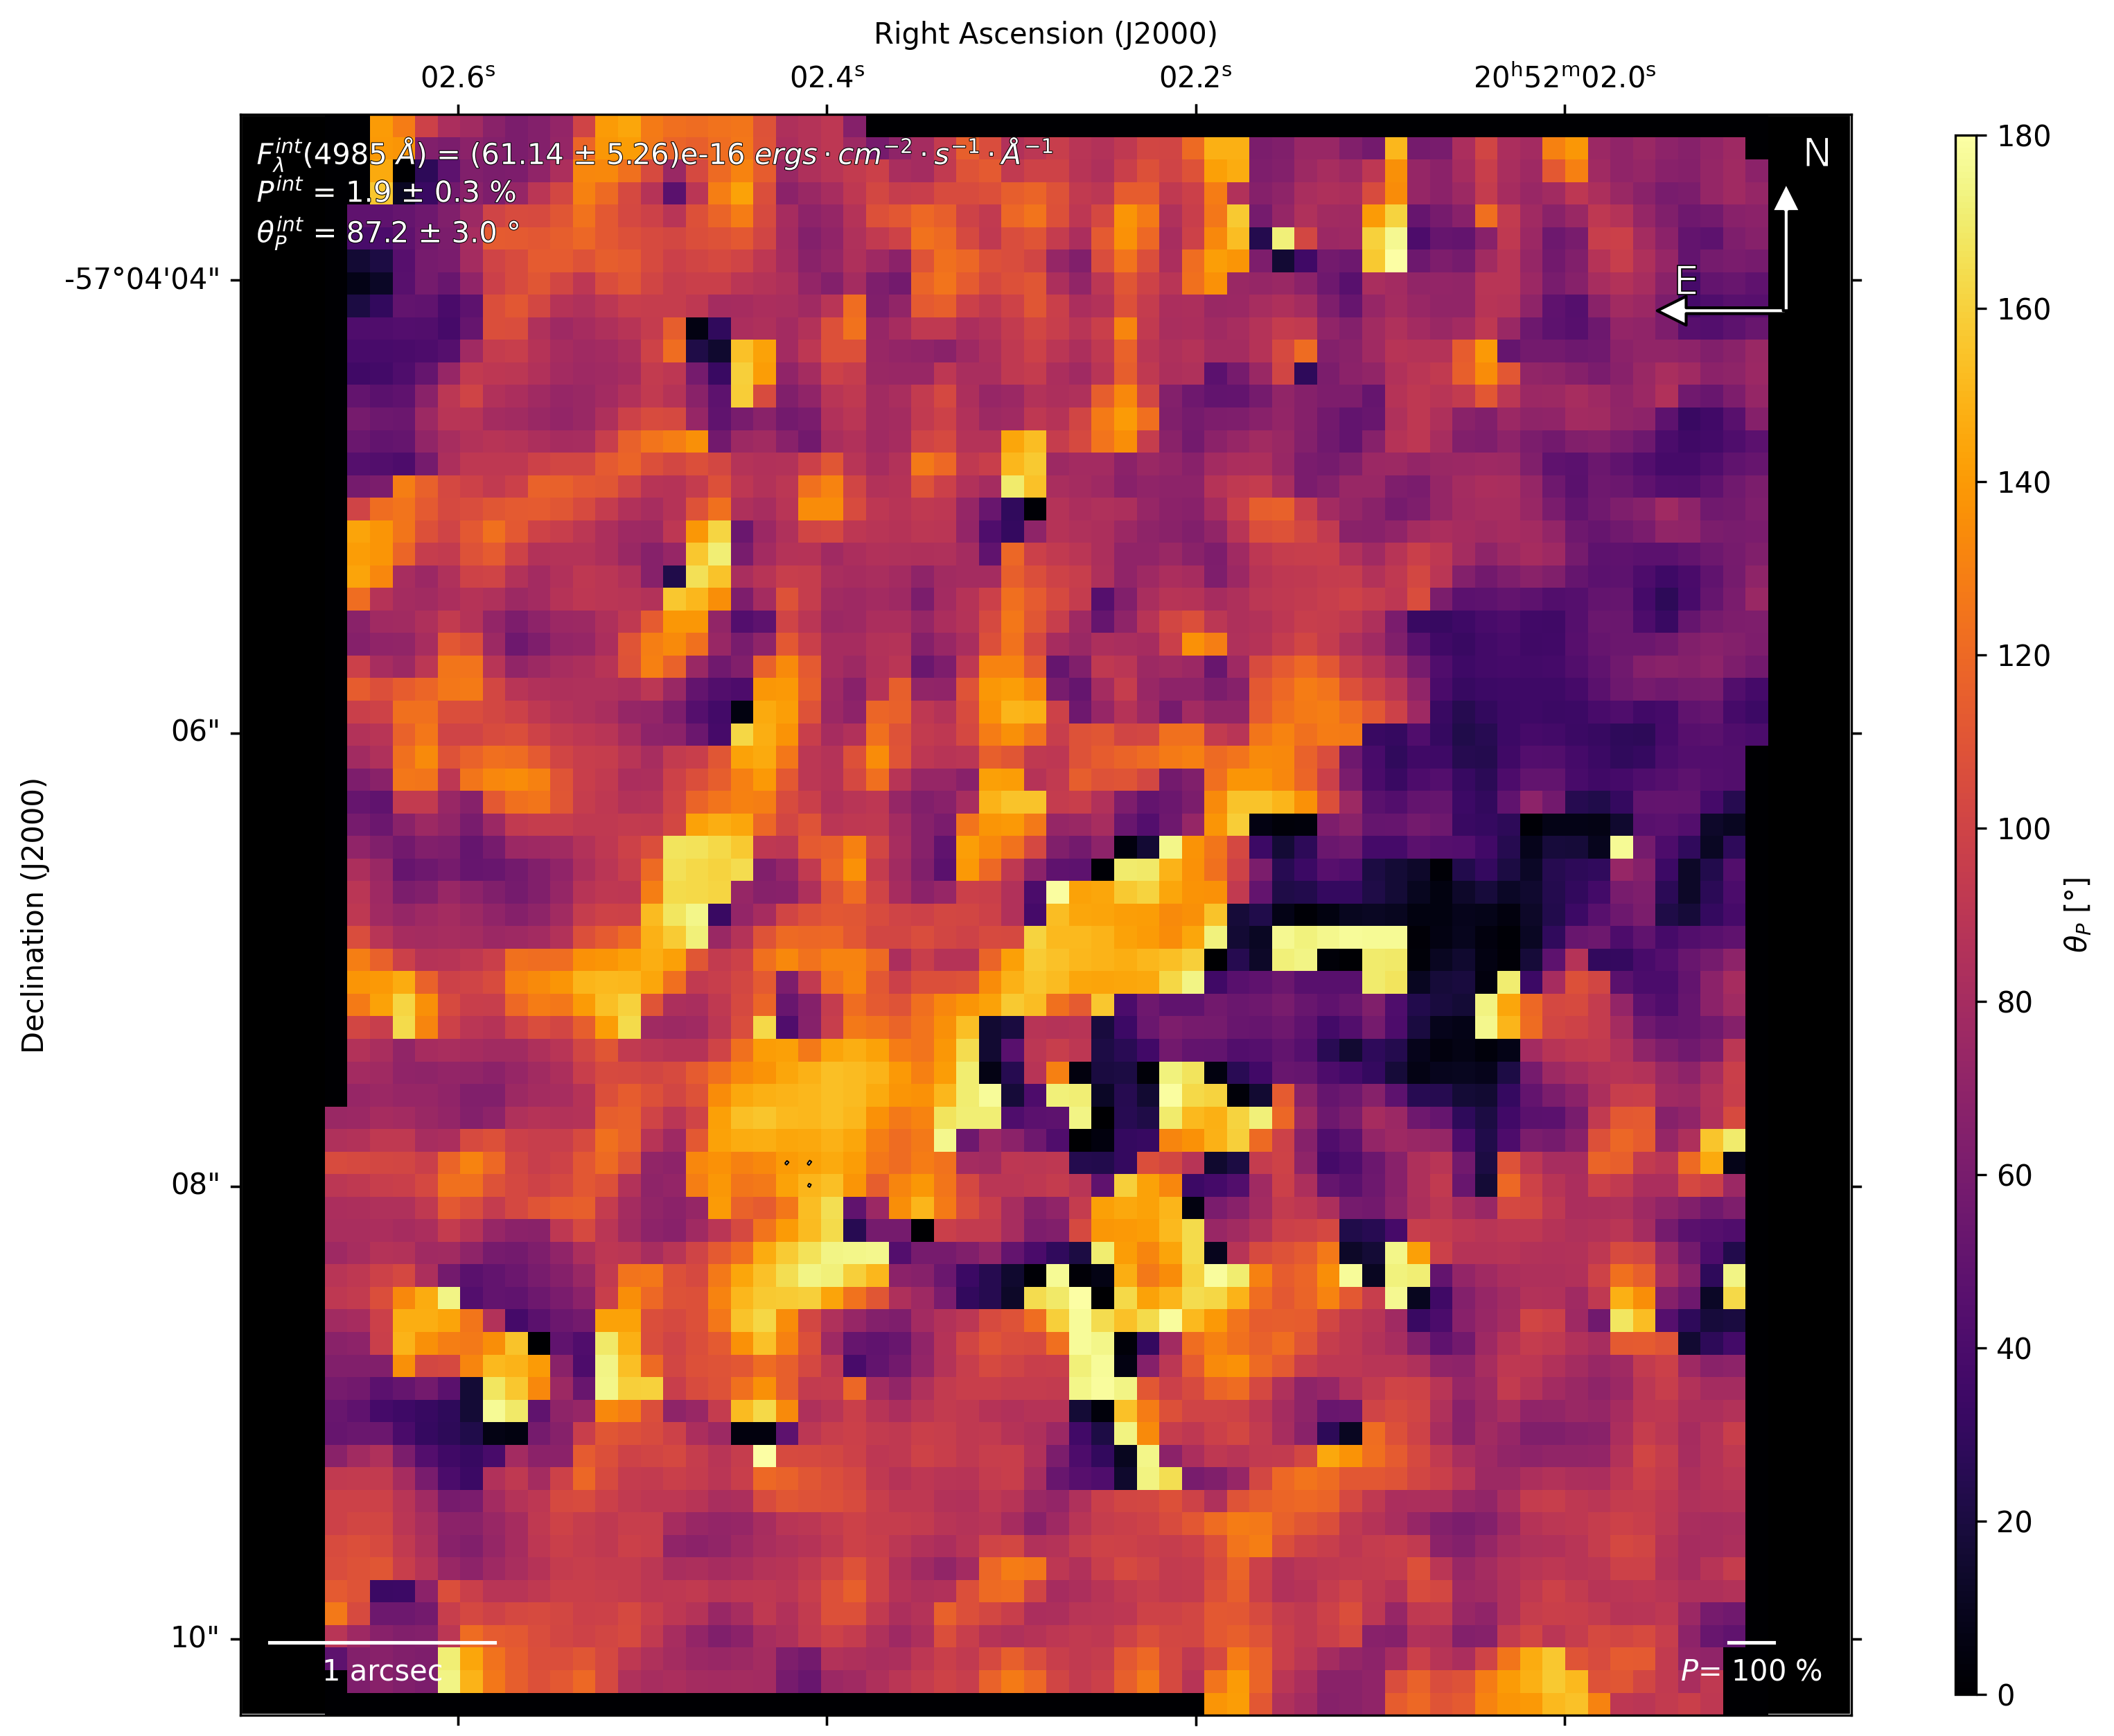 Right Ascension (J2000)
02.6ˢ 02.4ˢ 02.2ˢ 20ʰ52ᵐ02.0ˢ
F_λ^int(4985 Å) = (61.14 ± 5.26)e-16 ergs · cm⁻² · s⁻¹ · Å⁻¹
P^int = 1.9 ± 0.3 %
θ_P^int = 87.2 ± 3.0 °
N
E
-57°04'04"
06"
08"
10"
Declination (J2000)
1 arcsec
P= 100 %
180
160
140
120
100
80
60
40
20
0
θ_P [°]